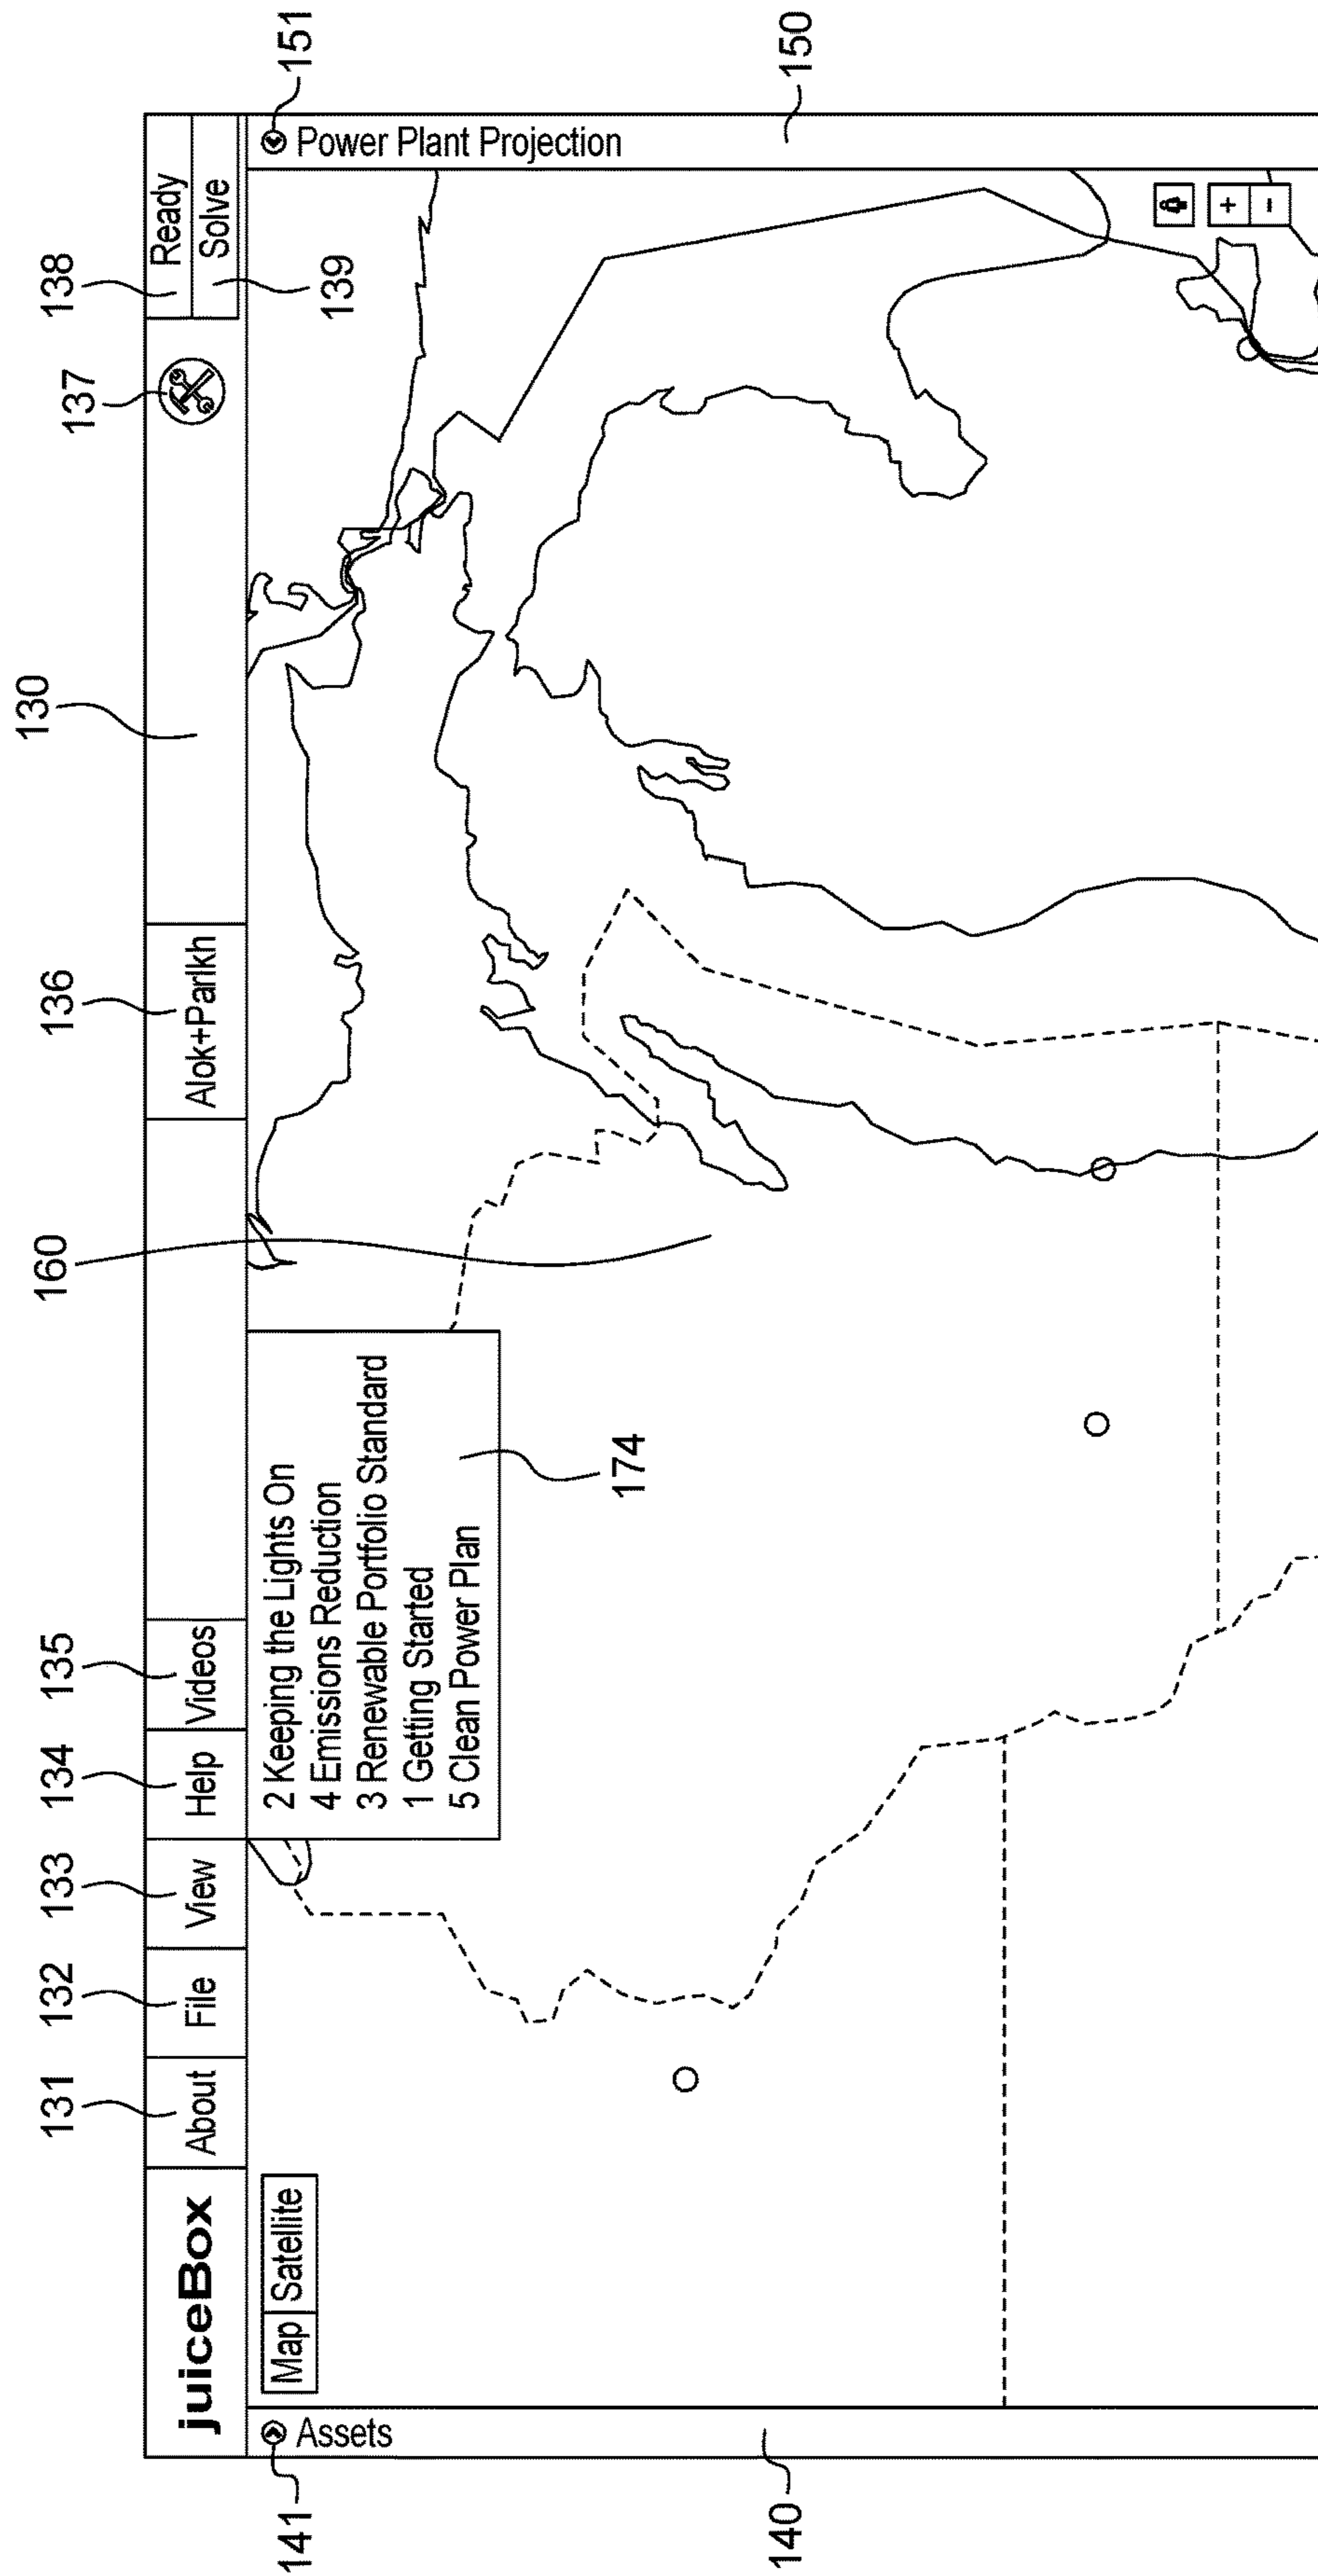 130
131
132
133
134
135
160
136
137
138
juiceBox
About
File
View
Help
Videos
Alok+Parlkh
Ready
Solve
139
141
Assets
Map
Satellite
2 Keeping the Lights On
4 Emissions Reduction
3 Renewable Portfolio Standard
1 Getting Started
5 Clean Power Plan
174
Power Plant Projection
151
140
150
+
-